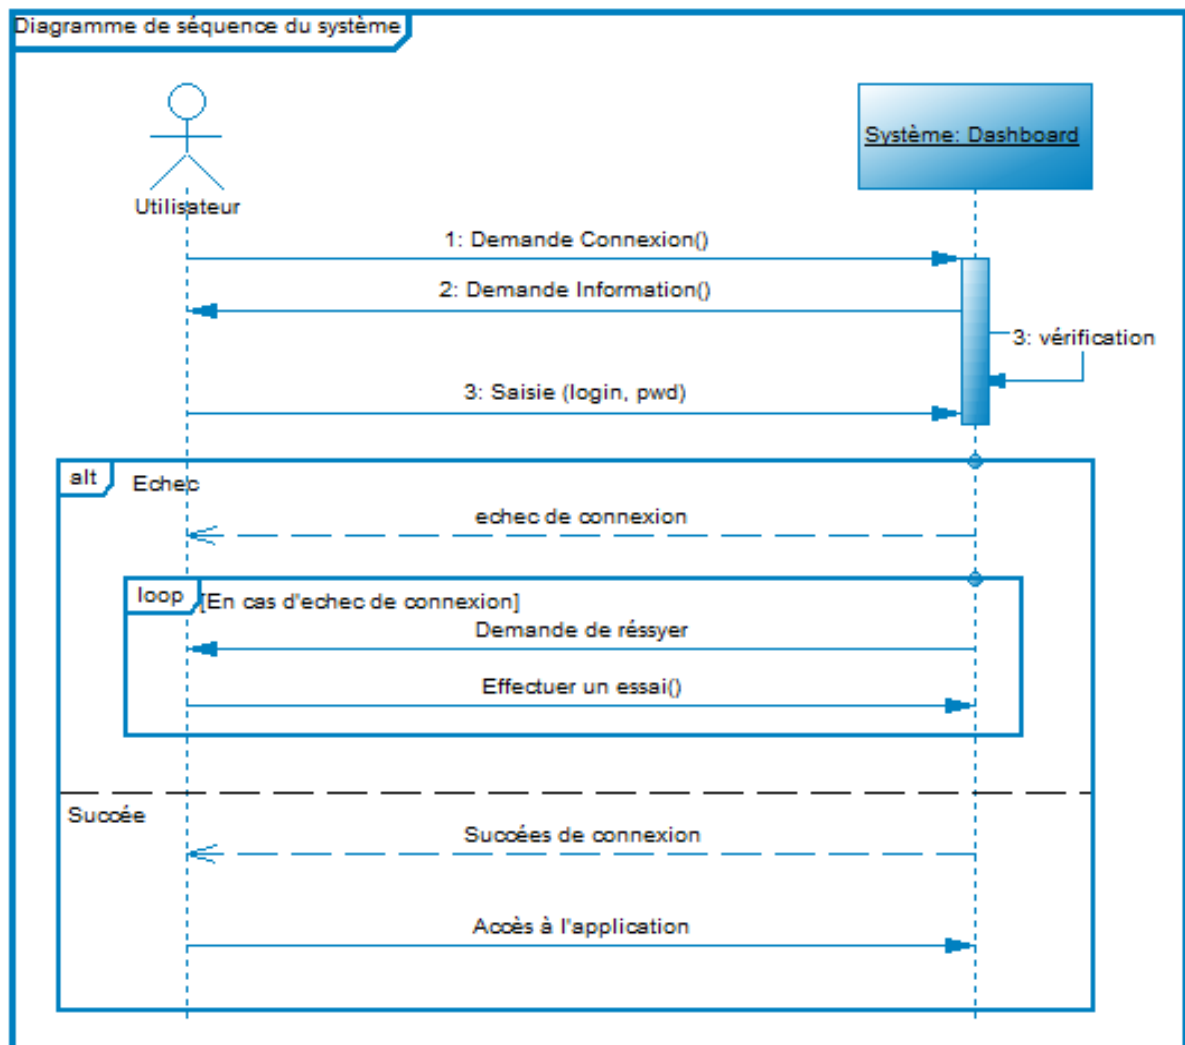 Diagramme de séquence du système
Système: Dashboard
Utilisateur
1: Demande Connexion()
2: Demande Information()
3: vérification
3: Saisie (login, pwd)
alt
Echec
echec de connexion
loop
[En cas d'echec de connexion]
Demande de réssyer
Effectuer un essai()
Succée
Succées de connexion
Accès à l'application